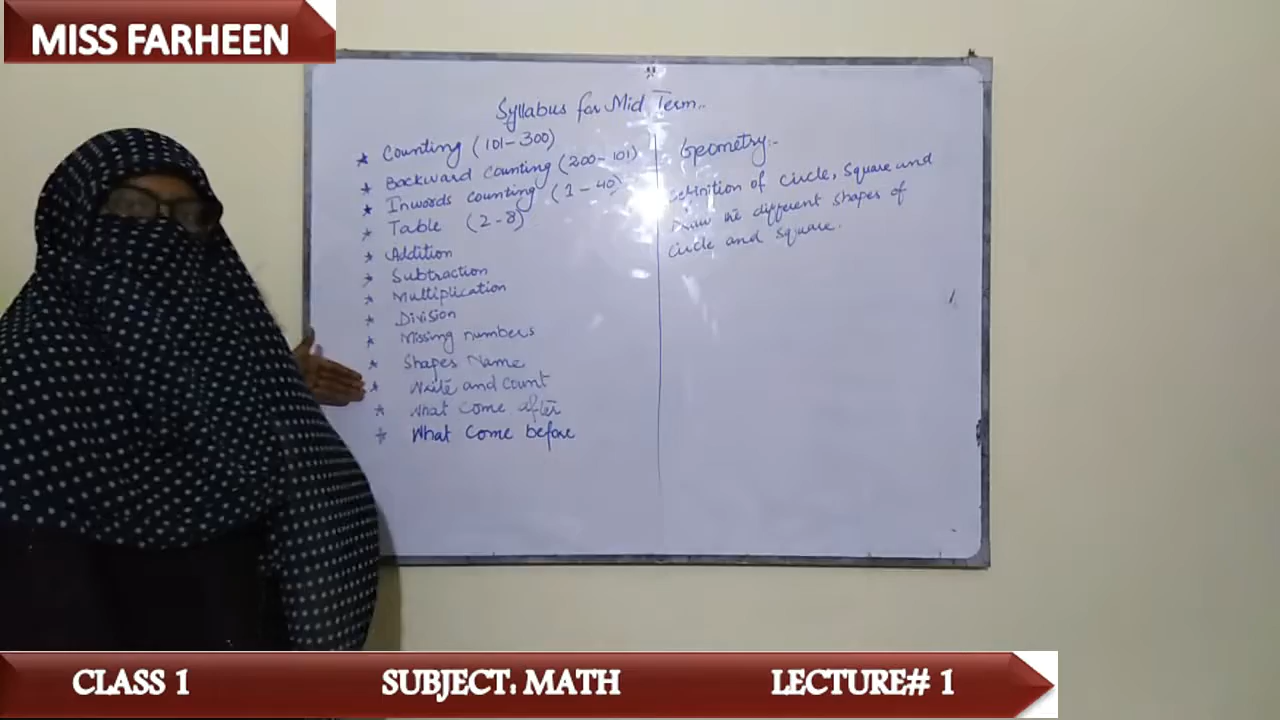 MISS FARHEEN
Syllabus for Mid Term..
★ Counting (101-300)
★ Backward counting (200-101)
★ Inwords counting (1-40)
★ Table (2-8)
★ Addition
★ Subtraction
★ Multiplication
★ Division
★ Missing numbers
★ Shapes Name
★ Write and Count
★ What Come after
★ What Come before
Geometry:-
Definition of circle, Square and
Draw the different shapes of
circle and square.
CLASS 1 SUBJECT: MATH LECTURE# 1